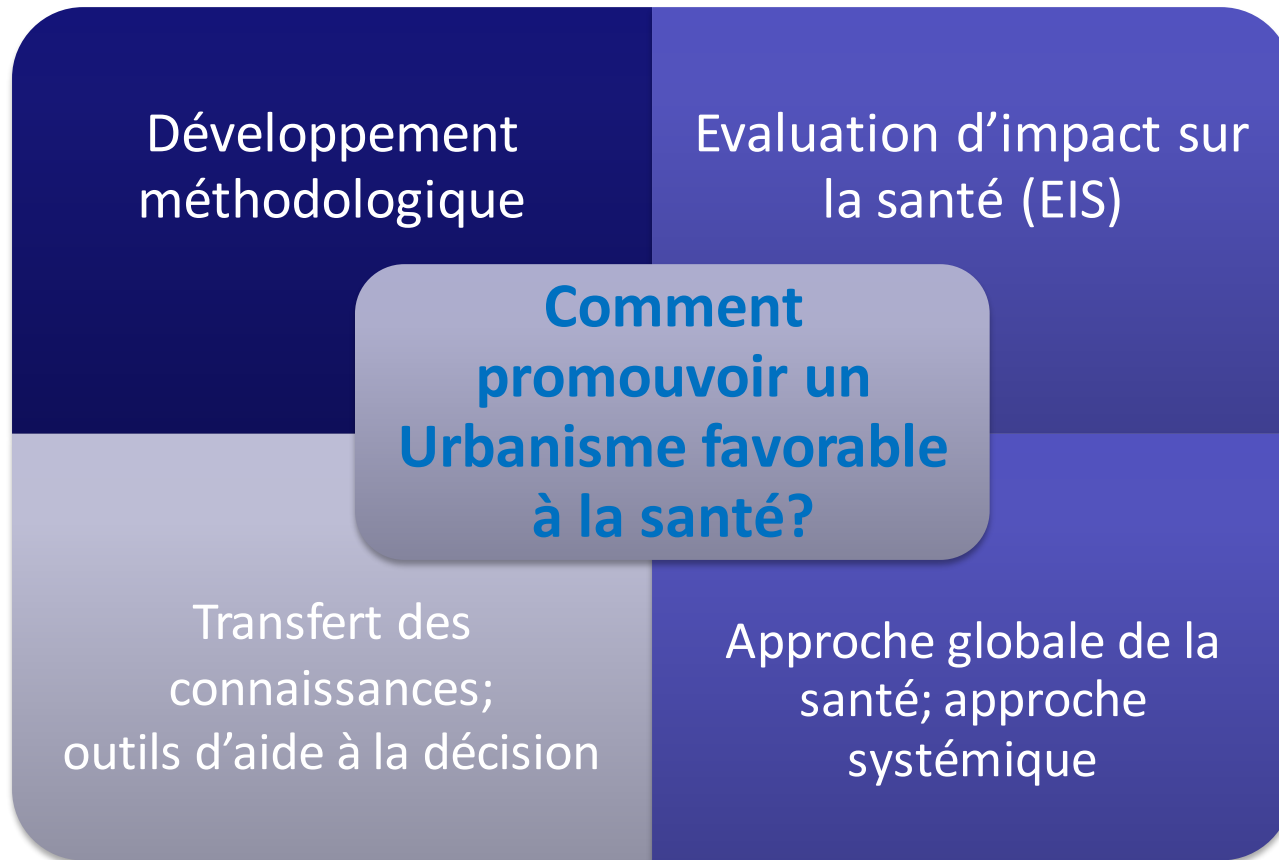 Développement
méthodologique
Evaluation d’impact sur
la santé (EIS)
Comment
promouvoir un
Urbanisme favorable
à la santé?
Transfert des
connaissances;
outils d’aide à la décision
Approche globale de la
santé; approche
systémique